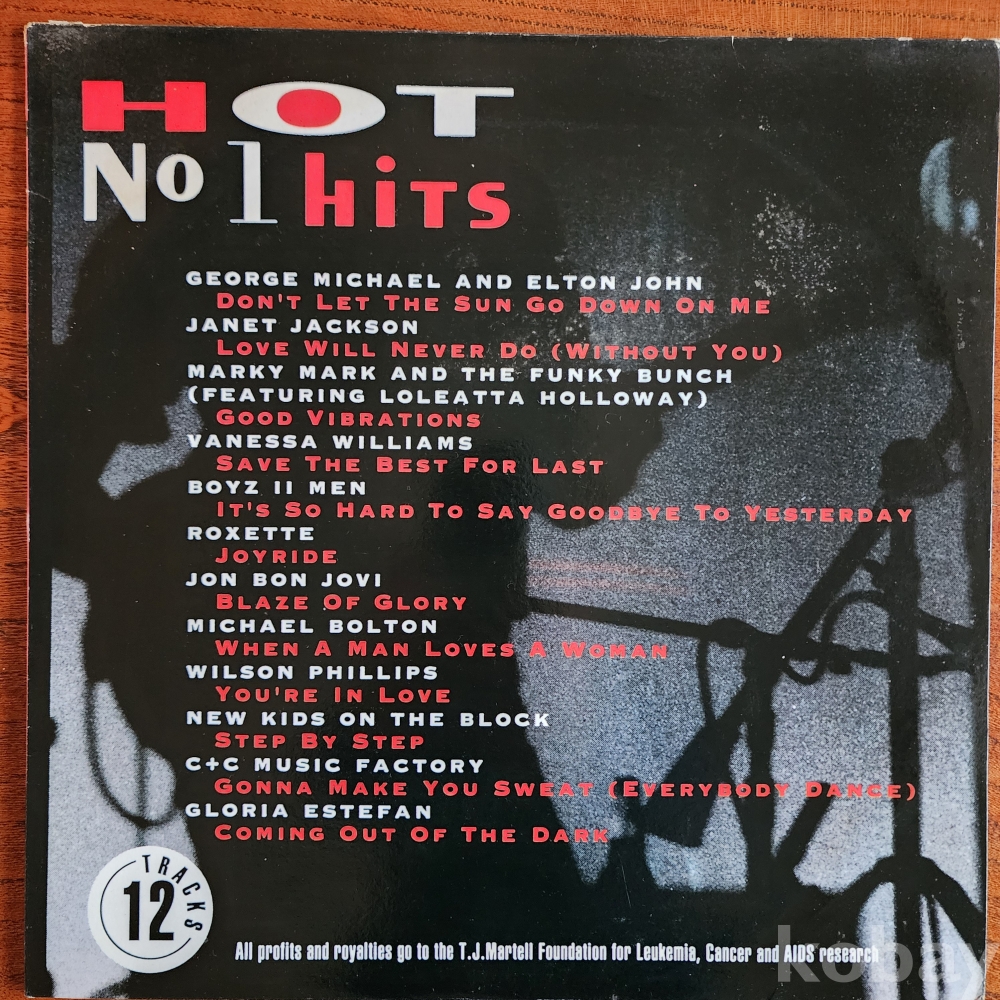 HOT
No 1 hiTS
GEORGE MICHAEL AND ELTON JOHN
DON'T LET THE SUN GO DOWN ON ME
JANET JACKSON
LOVE WILL NEVER DO (WITHOUT YOU)
MARKY MARK AND THE FUNKY BUNCH
(FEATURING LOLEATTA HOLLOWAY)
GOOD VIBRATIONS
VANESSA WILLIAMS
SAVE THE BEST FOR LAST
BOYZ II MEN
IT'S SO HARD TO SAY GOODBYE TO YESTERDAY
ROXETTE
JOYRIDE
JON BON JOVI
BLAZE OF GLORY
MICHAEL BOLTON
WHEN A MAN LOVES A WOMAN
WILSON PHILLIPS
YOU'RE IN LOVE
NEW KIDS ON THE BLOCK
STEP BY STEP
C+C MUSIC FACTORY
GONNA MAKE YOU SWEAT (EVERYBODY DANCE)
GLORIA ESTEFAN
COMING OUT OF THE DARK
TRACKS
12
All profits and royalties go to the T.J.Martell Foundation for Leukemia, Cancer and AIDS research
kobay